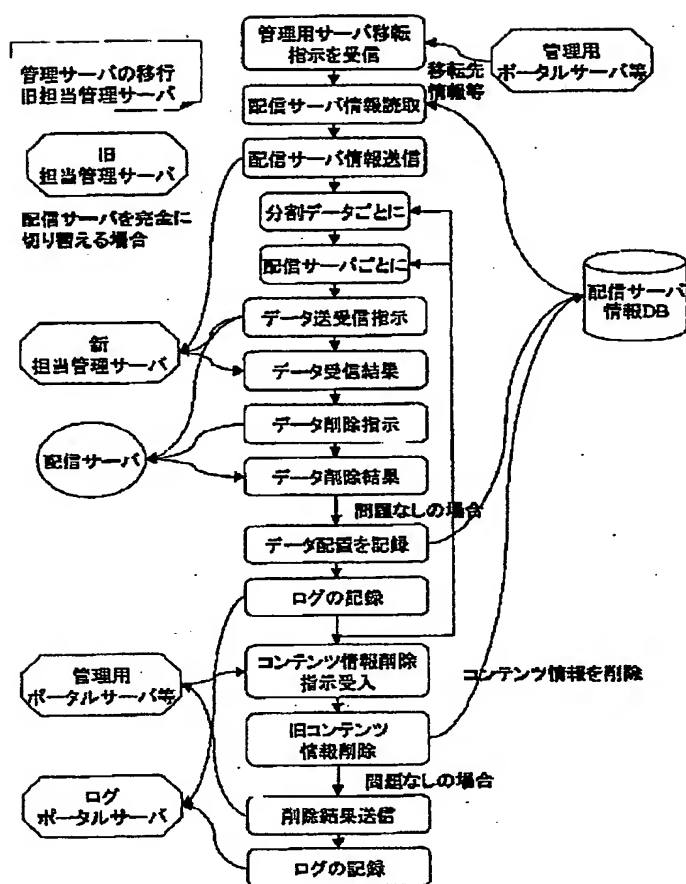 管理サーバの移行
旧担当管理サーバ
管理用サーバ移転
指示を受信
管理用
ポータルサーバ等
移転先
情報等
配信サーバ情報読取
旧
担当管理サーバ
配信サーバ情報送信
配信サーバを完全に
切り替える場合
分割データごとに
配信サーバごとに
配信サーバ
情報DB
データ送受信指示
新
担当管理サーバ
データ受信結果
データ削除指示
配信サーバ
データ削除結果
問題なしの場合
データ配置を記録
ログの記録
管理用
ポータルサーバ等
コンテンツ情報削除
指示受入
コンテンツ情報を削除
旧コンテンツ
情報削除
問題なしの場合
ログ
ポータルサーバ
削除結果送信
ログの記録